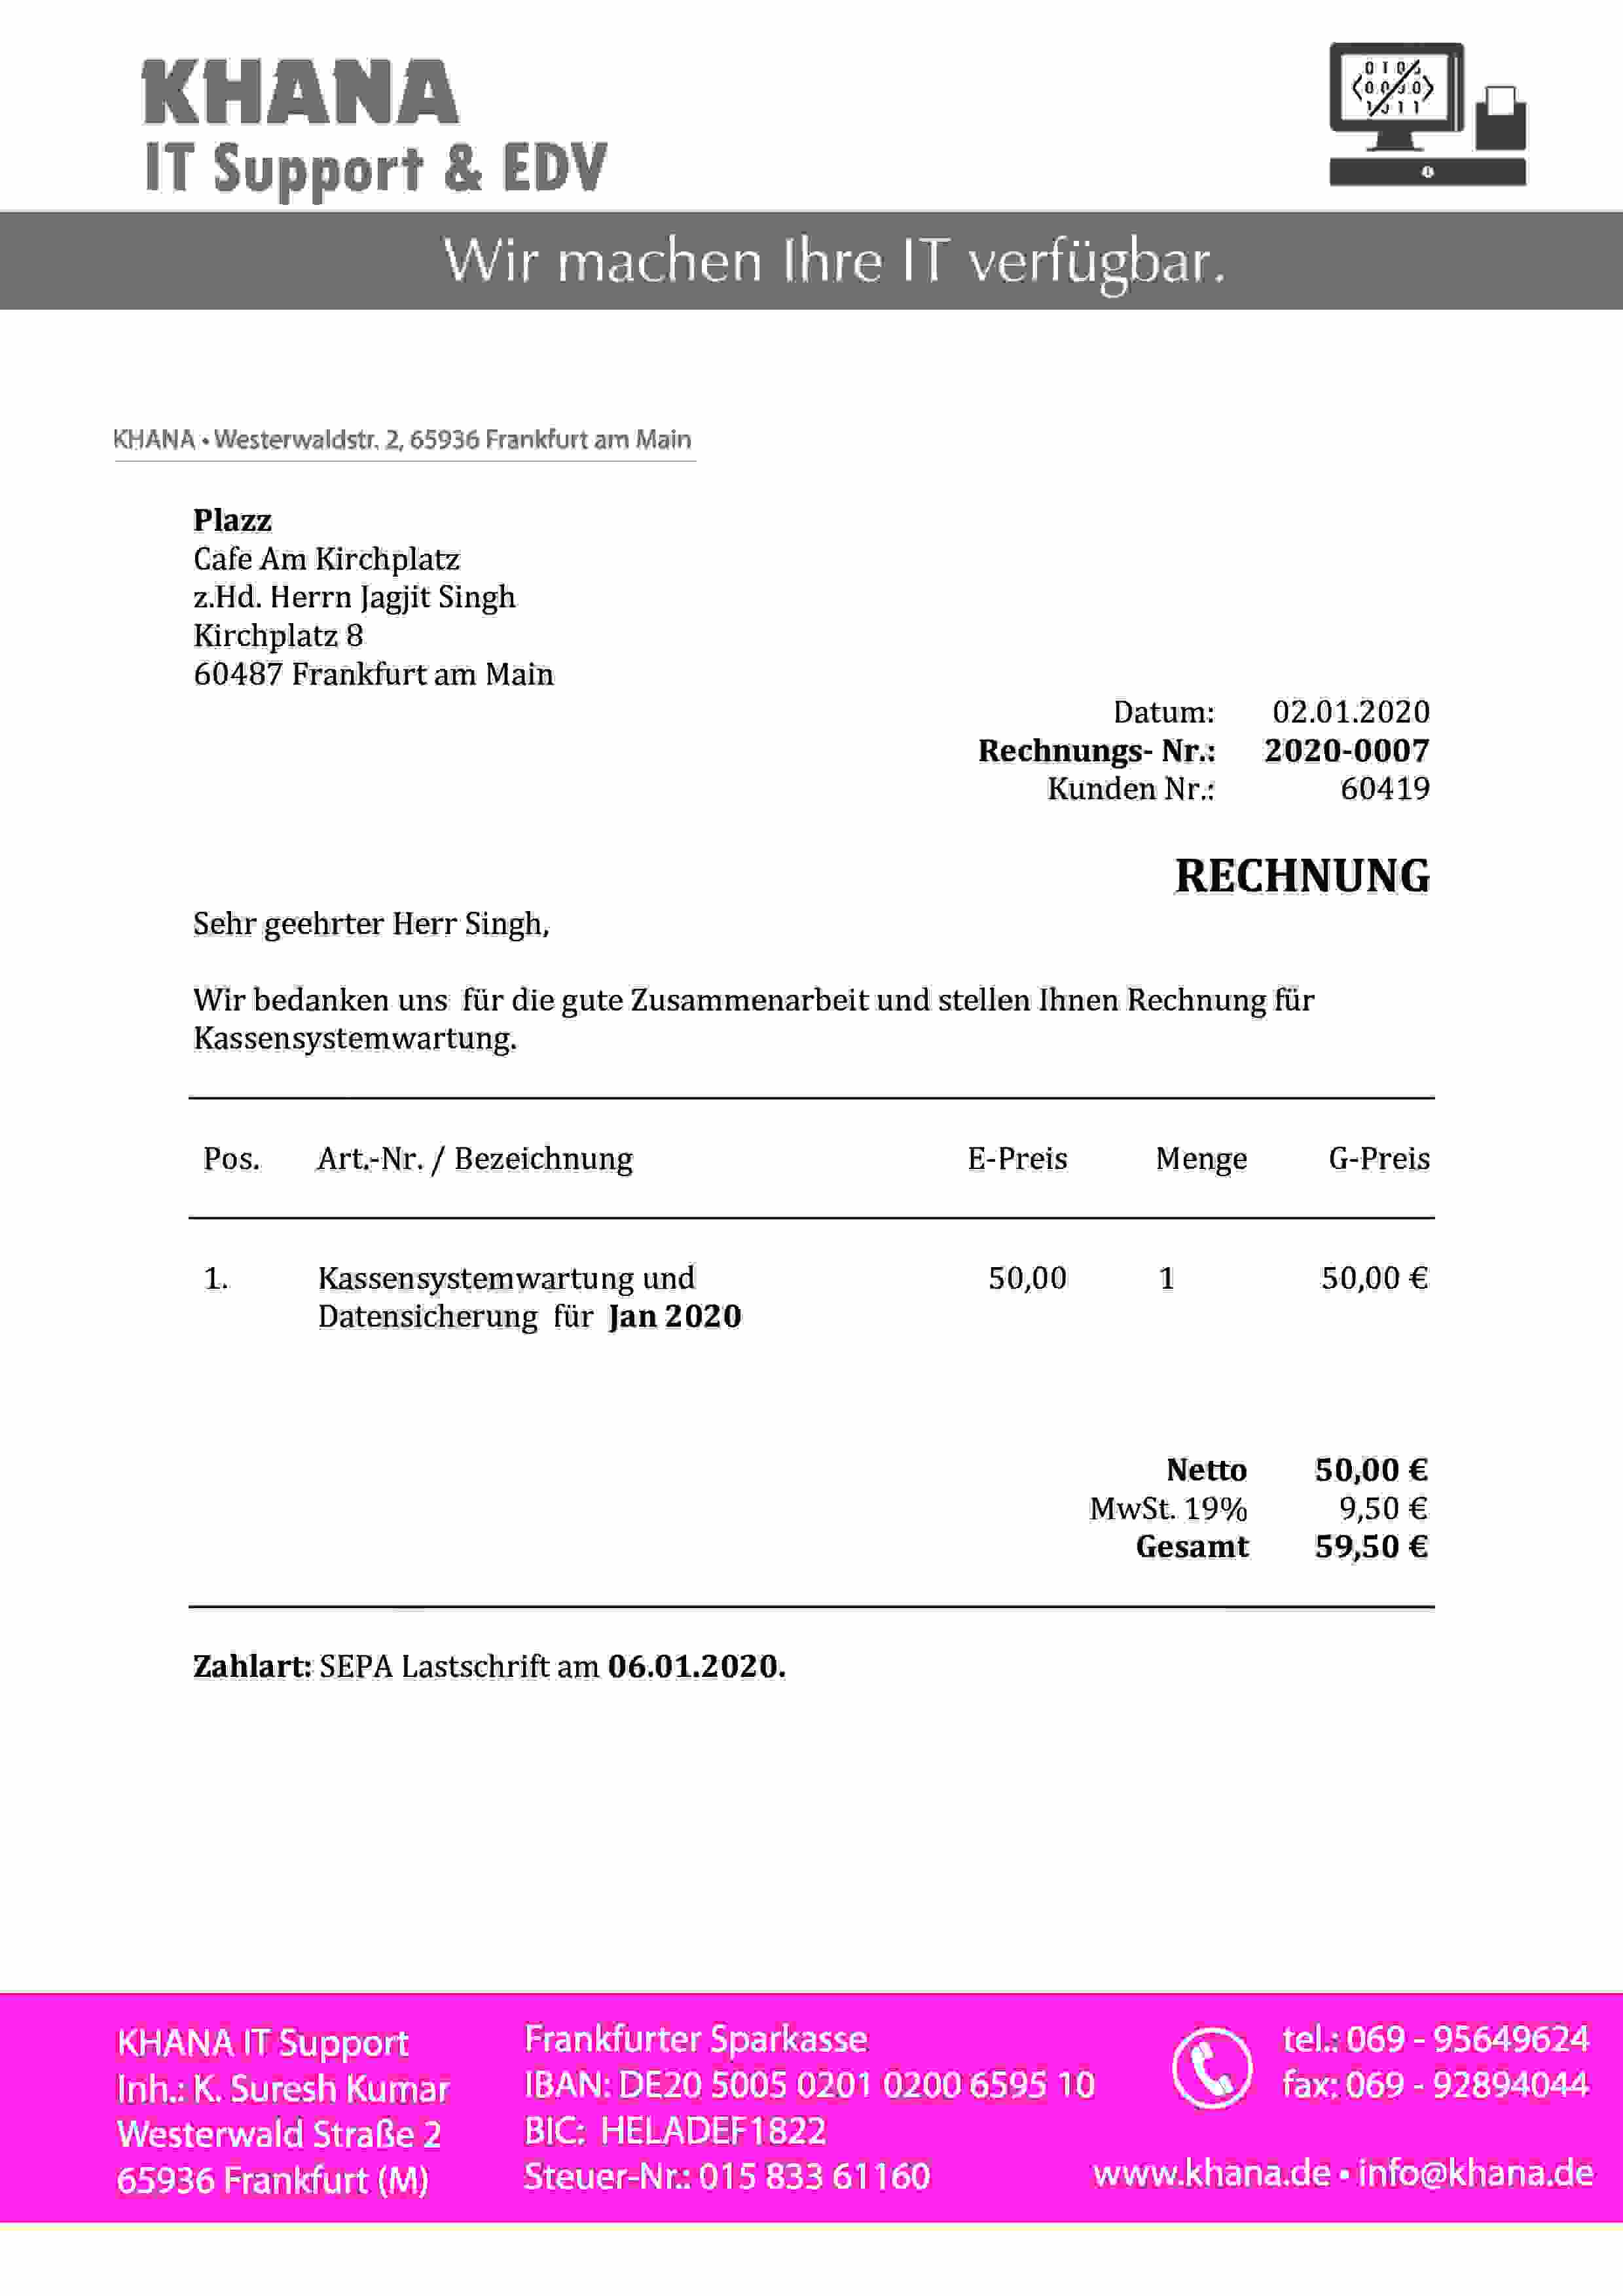 KHANA
IT Support & EDV
Wir machen Ihre IT verfügbar.
KHANA • Westerwaldstr. 2, 65936 Frankfurt am Main
Plazz
Cafe Am Kirchplatz
z.Hd. Herrn Jagjit Singh
Kirchplatz 8
60487 Frankfurt am Main
Datum: 02.01.2020
Rechnungs- Nr.: 2020-0007
Kunden Nr.: 60419
RECHNUNG
Sehr geehrter Herr Singh,
Wir bedanken uns für die gute Zusammenarbeit und stellen Ihnen Rechnung für
Kassensystemwartung.
Pos. Art.-Nr. / Bezeichnung E-Preis Menge G-Preis
1. Kassensystemwartung und 50,00 1 50,00 €
Datensicherung für Jan 2020
Netto 50,00 €
MwSt. 19% 9,50 €
Gesamt 59,50 €
Zahlart: SEPA Lastschrift am 06.01.2020.
KHANA IT Support
Inh.: K. Suresh Kumar
Westerwald Straße 2
65936 Frankfurt (M)
Frankfurter Sparkasse
IBAN: DE20 5005 0201 0200 6595 10
BIC: HELADEF1822
Steuer-Nr.: 015 833 61160
tel.: 069 - 95649624
fax: 069 - 92894044
www.khana.de • info@khana.de